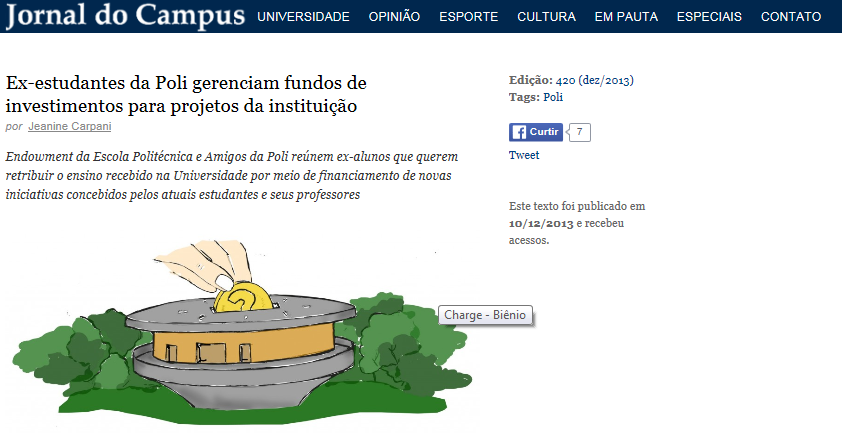 Jornal do Campus UNIVERSIDADE OPINIÃO ESPORTE CULTURA EM PAUTA ESPECIAIS CONTATO
Ex-estudantes da Poli gerenciam fundos de
investimentos para projetos da instituição
por Jeanine Carpani
Endowment da Escola Politécnica e Amigos da Poli reúnem ex-alunos que querem
retribuir o ensino recebido na Universidade por meio de financiamento de novas
iniciativas concebidos pelos atuais estudantes e seus professores
?
Charge - Biênio
Edição: 420 (dez/2013)
Tags: Poli
f Curtir 7
Tweet
Este texto foi publicado em
10/12/2013 e recebeu
acessos.